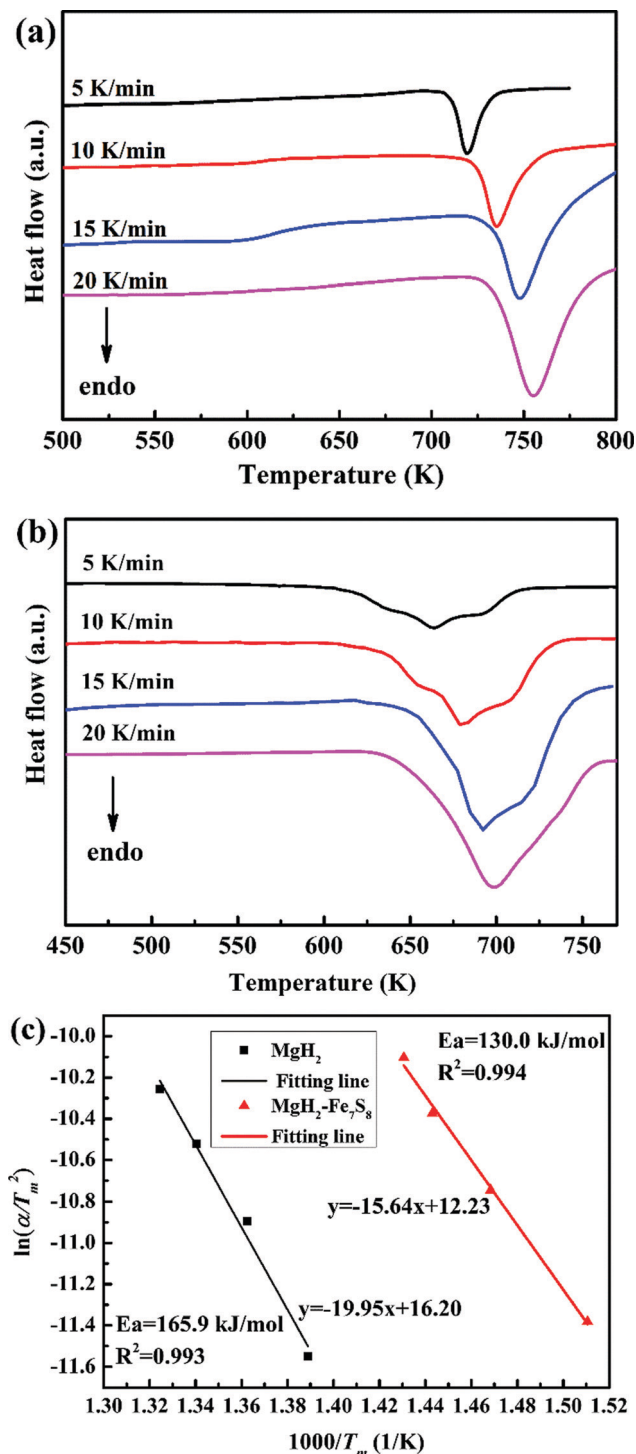 (a)
5 K/min
10 K/min
15 K/min
20 K/min
endo
Heat flow (a.u.)
500 550 600 650 700 750 800
Temperature (K)
(b)
5 K/min
10 K/min
15 K/min
20 K/min
endo
Heat flow (a.u.)
450 500 550 600 650 700 750
Temperature (K)
(c)
-10.0
-10.2
-10.4
-10.6
-10.8
-11.0
-11.2
-11.4
-11.6
ln(α/Tₘ²)
MgH₂
Fitting line
MgH₂-Fe₇S₈
Fitting line
Ea=130.0 kJ/mol
R²=0.994
y=-15.64x+12.23
y=-19.95x+16.20
Ea=165.9 kJ/mol
R²=0.993
1.30 1.32 1.34 1.36 1.38 1.40 1.42 1.44 1.46 1.48 1.50 1.52
1000/Tₘ (1/K)